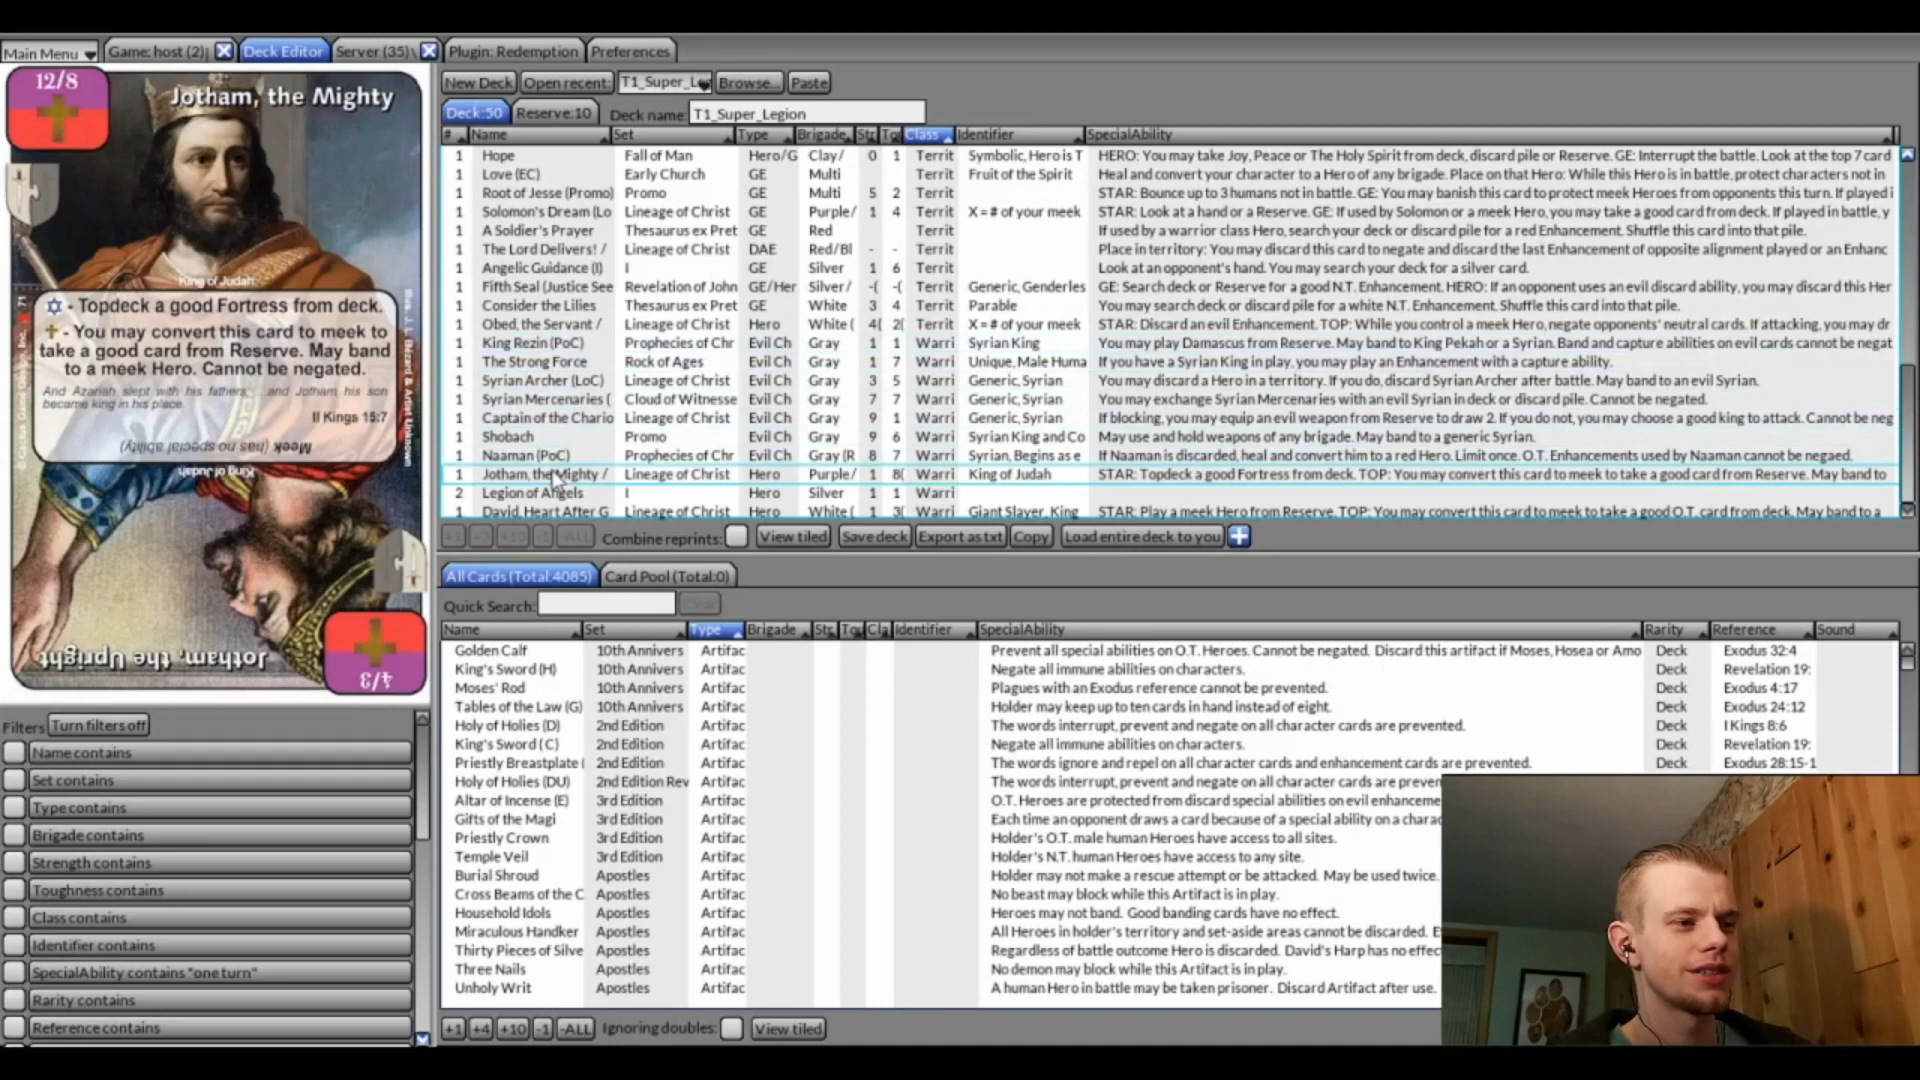 Main Menu Game: host (2) Deck Editor Server (35) Plugin: Redemption Preferences
New Deck Open recent: T1_Super_Leg Browse... Paste
Deck:50 Reserve:10 Deck name: T1_Super_Legion
# Name Set Type Brigade Str Class Identifier SpecialAbility
1 Hope Fall of Man Hero/G Clay/ 0 1 Territ Symbolic, Hero is T HERO: You may take Joy, Peace or The Holy Spirit from deck, discard pile or Reserve. GE: Interrupt the battle. Look at the top 7 card
1 Love (EC) Early Church GE Multi Territ Fruit of the Spirit Heal and convert your character to a Hero of any brigade. Place on that Hero: While this Hero is in battle, protect characters not in
1 Root of Jesse (Promo) Promo GE Multi 5 2 Territ STAR: Bounce up to 3 humans not in battle. GE: You may banish this card to protect meek Heroes from opponents this turn. If played i
1 Solomon's Dream (Lo Lineage of Christ GE Purple/ 1 4 Territ X = # of your meek STAR: Look at a hand or a Reserve. GE: If used by Solomon or a meek Hero, you may take a good card from deck. If played in battle, y
1 A Soldier's Prayer Thesaurus ex Pret GE Red Territ If used by a warrior class Hero, search your deck or discard pile for a red Enhancement. Shuffle this card into that pile.
1 The Lord Delivers! / Lineage of Christ DAE Red/Bl - - Territ Place in territory: You may discard this card to negate and discard the last Enhancement of opposite alignment played or an Enhanc
1 Angelic Guidance (I) I GE Silver 1 6 Territ Look at an opponent's hand. You may search your deck for a silver card.
1 Fifth Seal (Justice See Revelation of John GE/Her Silver/ -( -( Territ Generic, Genderles GE: Search deck or Reserve for a good N.T. Enhancement. HERO: If an opponent uses an evil discard ability, you may discard this Her
1 Consider the Lilies Thesaurus ex Pret GE White 3 4 Territ Parable You may search deck or discard pile for a white N.T. Enhancement. Shuffle this card into that pile.
1 Obed, the Servant / Lineage of Christ Hero White ( 4( 2( Territ X = # of your meek STAR: Discard an evil Enhancement. TOP: While you control a meek Hero, negate opponents' neutral cards. If attacking, you may dr
1 King Rezin (PoC) Prophecies of Chr Evil Ch Gray 1 1 Warri Syrian King You may play Damascus from Reserve. May band to King Pekah or a Syrian. Band and capture abilities on evil cards cannot be negat
1 The Strong Force Rock of Ages Evil Ch Gray 1 7 Warri Unique, Male Huma If you have a Syrian King in play, you may play an Enhancement with a capture ability.
1 Syrian Archer (LoC) Lineage of Christ Evil Ch Gray 3 5 Warri Generic, Syrian You may discard a Hero in a territory. If you do, discard Syrian Archer after battle. May band to an evil Syrian.
1 Syrian Mercenaries ( Cloud of Witnesse Evil Ch Gray 7 7 Warri Generic, Syrian You may exchange Syrian Mercenaries with an evil Syrian in deck or discard pile. Cannot be negated.
1 Captain of the Chario Lineage of Christ Evil Ch Gray 9 1 Warri Generic, Syrian If blocking, you may equip an evil weapon from Reserve to draw 2. If you do not, you may choose a good king to attack. Cannot be neg
1 Shobach Promo Evil Ch Gray 9 6 Warri Syrian King and Co May use and hold weapons of any brigade. May band to a generic Syrian.
1 Naaman (PoC) Prophecies of Chr Evil Ch Gray (R 8 7 Warri Syrian, Begins as e If Naaman is discarded, heal and convert him to a red Hero. Limit once. O.T. Enhancements used by Naaman cannot be negaed.
1 Jotham, the Mighty / Lineage of Christ Hero Purple/ 1 8( Warri King of Judah STAR: Topdeck a good Fortress from deck. TOP: You may convert this card to meek to take a good card from Reserve. May band to
2 Legion of Angels I Hero Silver 1 1 Warri
1 David, Heart After G Lineage of Christ Hero White ( 1 3( Warri Giant Slayer, King STAR: Play a meek Hero from Reserve. TOP: You may convert this card to meek to take a good O.T. card from deck. May band to a
+1 +10 -1 -ALL Combine reprints: View tiled Save deck Export as txt Copy Load entire deck to you
12/8
Jotham, the Mighty
King of Judah
- Topdeck a good Fortress from deck.
- You may convert this card to meek to
take a good card from Reserve. May band
to a meek Hero. Cannot be negated.
And Azariah slept with his fathers, ...and Jotham his son
became king in his place.
II Kings 15:7
Meek (has no special ability)
King of Judah
Jotham, the Upright
4/3
Filters Turn filters off
Name contains
Set contains
Type contains
Brigade contains
Strength contains
Toughness contains
Class contains
Identifier contains
SpecialAbility contains "one turn"
Rarity contains
Reference contains
All Cards (Total:4085) Card Pool (Total:0)
Quick Search: Clear
Name Set Type Brigade Str Tou Cla Identifier SpecialAbility Rarity Reference Sound
Golden Calf 10th Annivers Artifac Prevent all special abilities on O.T. Heroes. Cannot be negated. Discard this artifact if Moses, Hosea or Amo Deck Exodus 32:4
King's Sword (H) 10th Annivers Artifac Negate all immune abilities on characters. Deck Revelation 19:
Moses' Rod 10th Annivers Artifac Plagues with an Exodus reference cannot be prevented. Deck Exodus 4:17
Tables of the Law (G) 10th Annivers Artifac Holder may keep up to ten cards in hand instead of eight. Deck Exodus 24:12
Holy of Holies (D) 2nd Edition Artifac The words interrupt, prevent and negate on all character cards are prevented. Deck I Kings 8:6
King's Sword ( C) 2nd Edition Artifac Negate all immune abilities on characters. Deck Revelation 19:
Priestly Breastplate ( 2nd Edition Artifac The words ignore and repel on all character cards and enhancement cards are prevented. Deck Exodus 28:15-1
Holy of Holies (DU) 2nd Edition Rev Artifac The words interrupt, prevent and negate on all character cards are preven
Altar of Incense (E) 3rd Edition Artifac O.T. Heroes are protected from discard special abilities on evil enhanceme
Gifts of the Magi 3rd Edition Artifac Each time an opponent draws a card because of a special ability on a charac
Priestly Crown 3rd Edition Artifac Holder's O.T. male human Heroes have access to all sites.
Temple Veil 3rd Edition Artifac Holder's N.T. human Heroes have access to any site.
Burial Shroud Apostles Artifac Holder may not make a rescue attempt or be attacked. May be used twice.
Cross Beams of the C Apostles Artifac No beast may block while this Artifact is in play.
Household Idols Apostles Artifac Heroes may not band. Good banding cards have no effect.
Miraculous Handker Apostles Artifac All Heroes in holder's territory and set-aside areas cannot be discarded. E
Thirty Pieces of Silve Apostles Artifac Regardless of battle outcome Hero is discarded. David's Harp has no effec
Three Nails Apostles Artifac No demon may block while this Artifact is in play.
Unholy Writ Apostles Artifac A human Hero in battle may be taken prisoner. Discard Artifact after use.
+1 +4 +10 -1 -ALL Ignoring doubles: View tiled